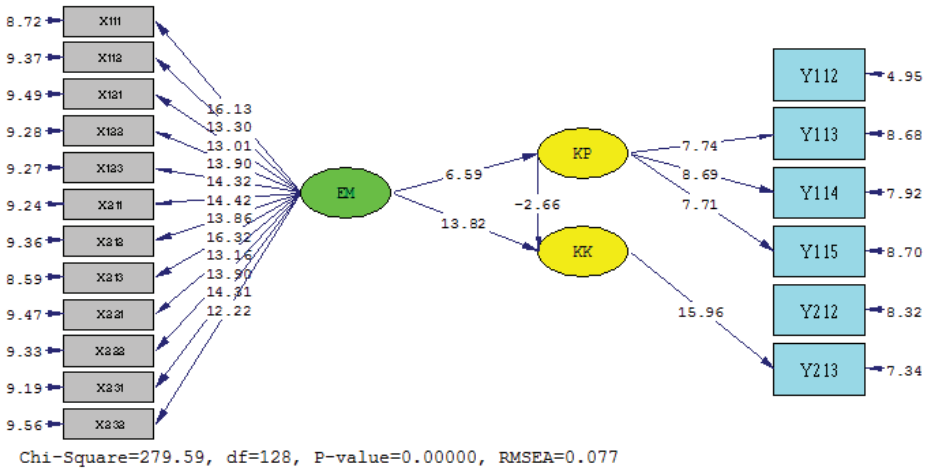 8.72 X111
9.37 X112
9.49 X121
9.28 X122
9.27 X123
9.24 X211
9.36 X212
8.59 X213
9.47 X221
9.33 X222
9.19 X231
9.56 X232
16.13
13.30
13.01
13.90
14.32
14.42
13.86
16.32
13.16
13.90
14.31
12.22
EM
6.59
13.82
KP
-2.66
KK
7.74
8.69
7.71
15.96
Y112 4.95
Y113 8.68
Y114 7.92
Y115 8.70
Y212 8.32
Y213 7.34
Chi-Square=279.59, df=128, P-value=0.00000, RMSEA=0.077